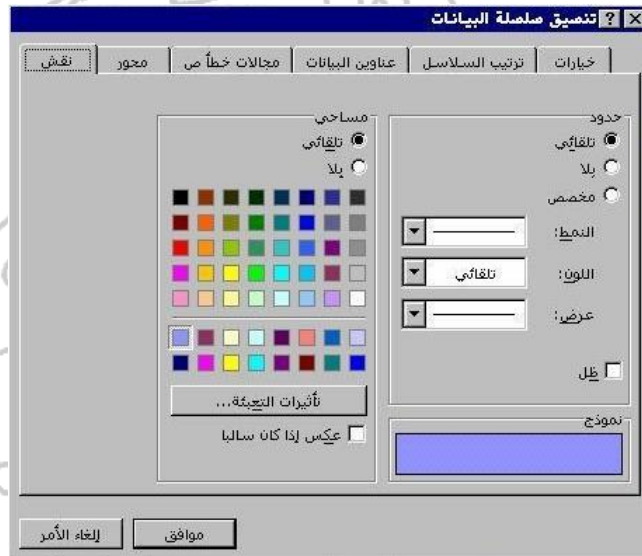 تنسيق سلسلة البيانات
خيارات
ترتيب السلاسل
عناوين البيانات
مجالات خطأ ص
محور
نقش
حدود
تلقائي
بلا
مخصص
النمط:
اللون:
تلقائي
عرض:
ظل
نموذج
مساحي
تلقائي
بلا
تأثيرات التعبئة...
عكس إذا كان سالبا
موافق
إلغاء الأمر